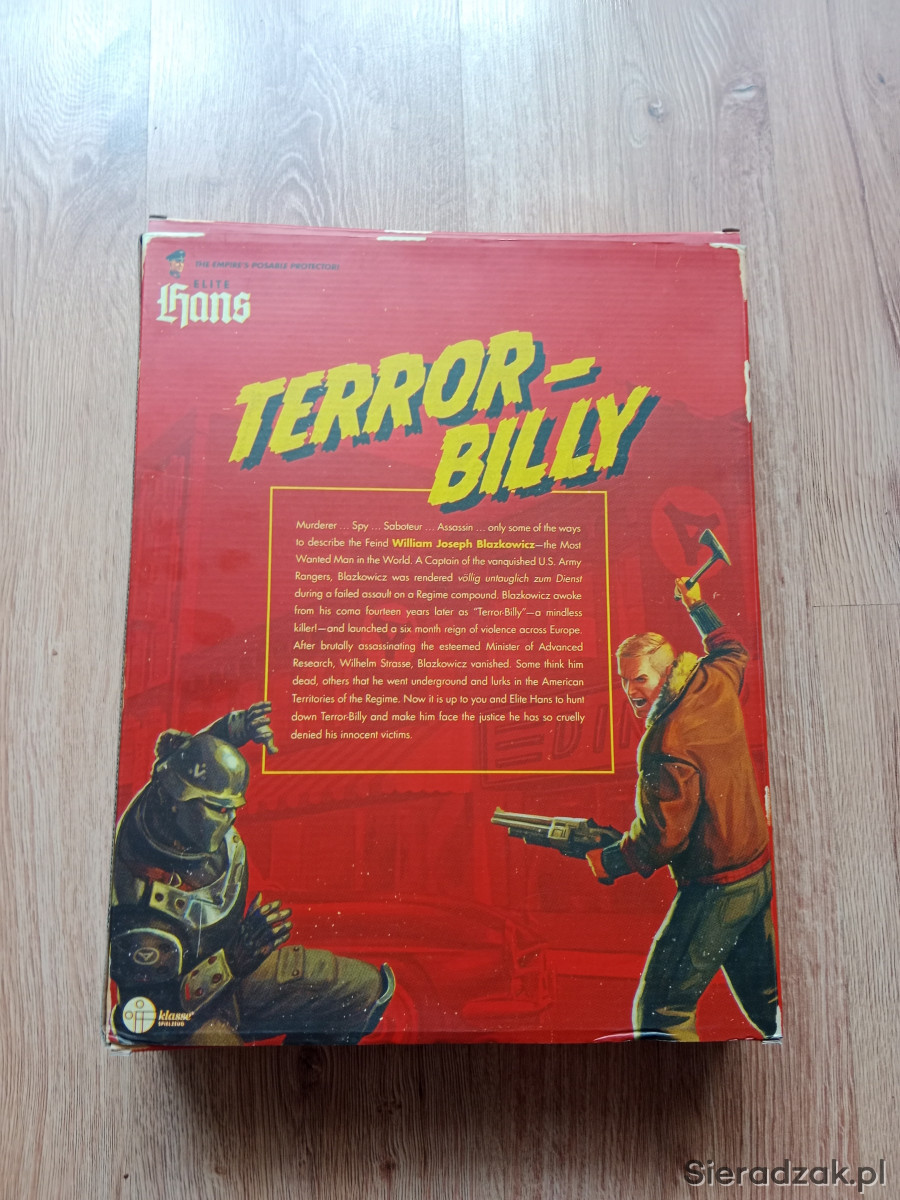 THE EMPIRE'S POSABLE PROTECTOR!
ELITE
Hans
TERROR-
BILLY
Murderer ... Spy ... Saboteur ... Assassin ... only some of the ways
to describe the Feind William Joseph Blazkowicz—the Most
Wanted Man in the World. A Captain of the vanquished U.S. Army
Rangers, Blazkowicz was rendered völlig untauglich zum Dienst
during a failed assault on a Regime compound. Blazkowicz awoke
from his coma fourteen years later as "Terror-Billy"—a mindless
killer!—and launched a six month reign of violence across Europe.
After brutally assassinating the esteemed Minister of Advanced
Research, Wilhelm Strasse, Blazkowicz vanished. Some think him
dead, others that he went underground and lurks in the American
Territories of the Regime. Now it is up to you and Elite Hans to hunt
down Terror-Billy and make him face the justice he has so cruelly
denied his innocent victims.
klasse
SPIELZEUG
Sieradzak.pl